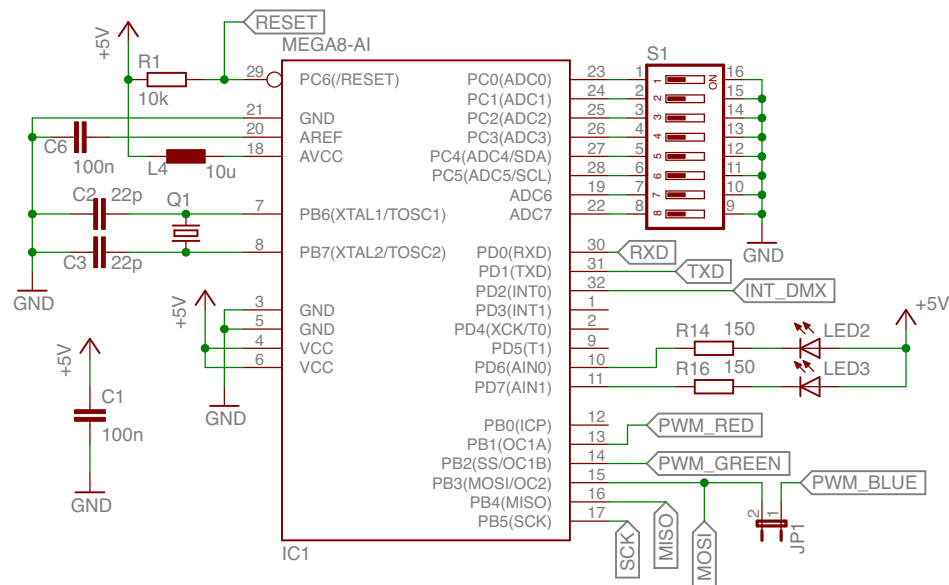 RESET
+5V
MEGA8-AI
R1
10k
29 PC6(/RESET)
21 GND
20 AREF
18 AVCC
C6
100n
L4
10u
C2 22p
Q1
7 PB6(XTAL1/TOSC1)
8 PB7(XTAL2/TOSC2)
C3 22p
GND
+5V
3 GND
5 GND
4 VCC
6 VCC
GND
+5V
C1
100n
GND
IC1
PC0(ADC0) 23
PC1(ADC1) 24
PC2(ADC2) 25
PC3(ADC3) 26
PC4(ADC4/SDA) 27
PC5(ADC5/SCL) 28
ADC6 19
ADC7 22
S1
ON
1 1 16
2 2 15
3 3 14
4 4 13
5 5 12
6 6 11
7 7 10
8 8 9
GND
PD0(RXD) 30 RXD
PD1(TXD) 31 TXD
PD2(INT0) 32 INT_DMX
PD3(INT1) 1
PD4(XCK/T0) 2
PD5(T1) 9
PD6(AIN0) 10
PD7(AIN1) 11
R14 150 LED2
R16 150 LED3
+5V
PB0(ICP) 12
PB1(OC1A) 13 PWM_RED
PB2(SS/OC1B) 14 PWM_GREEN
PB3(MOSI/OC2) 15
PB4(MISO) 16
PB5(SCK) 17
SCK
MISO
MOSI
2 1
JP1
PWM_BLUE